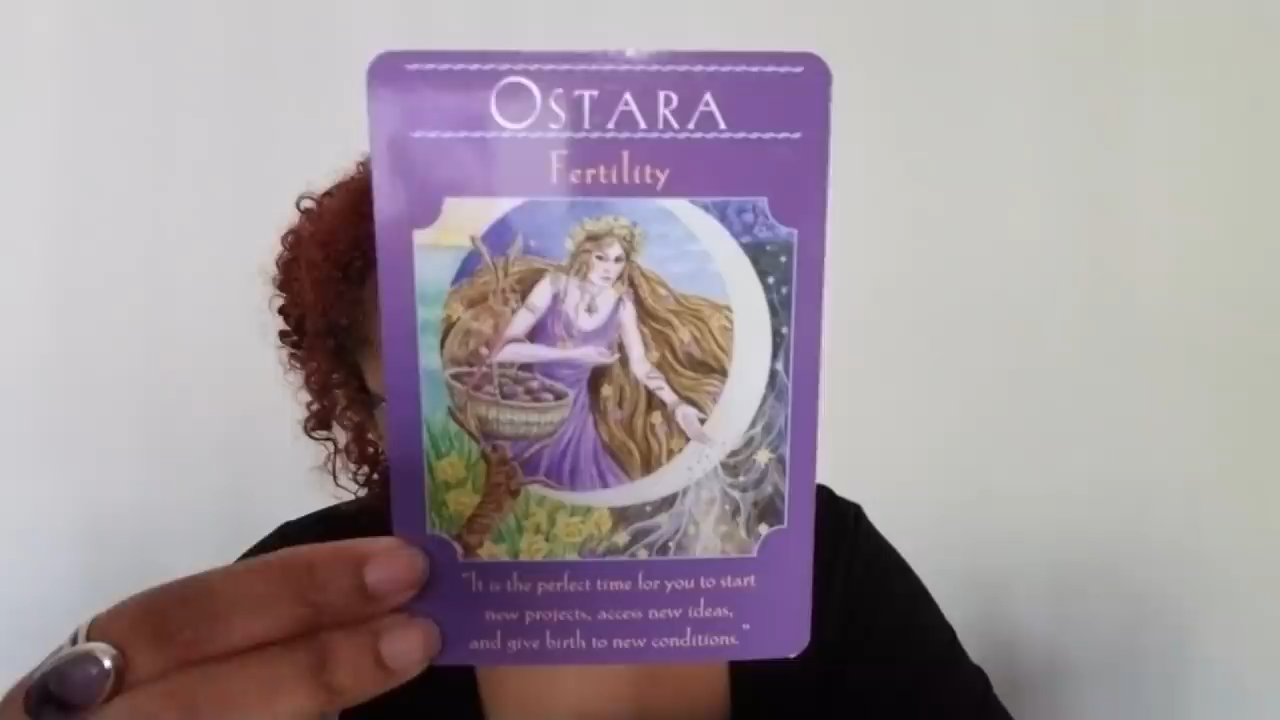 OSTARA
Fertility
"It is the perfect time for you to start
new projects, access new ideas,
and give birth to new conditions."